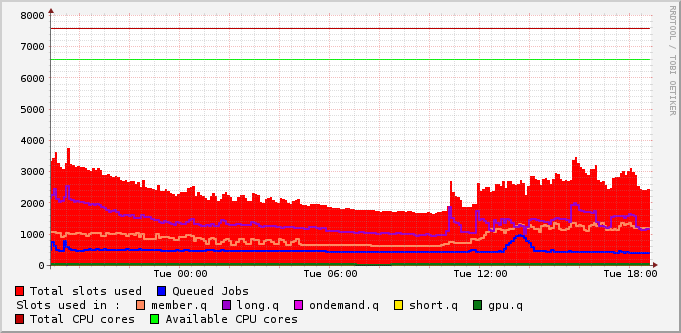 8000
7000
6000
5000
4000
3000
2000
1000
0
Tue 00:00 Tue 06:00 Tue 12:00 Tue 18:00
RRDTOOL / TOBI OETIKER
Total slots used Queued Jobs
Slots used in : member.q long.q ondemand.q short.q gpu.q
Total CPU cores Available CPU cores